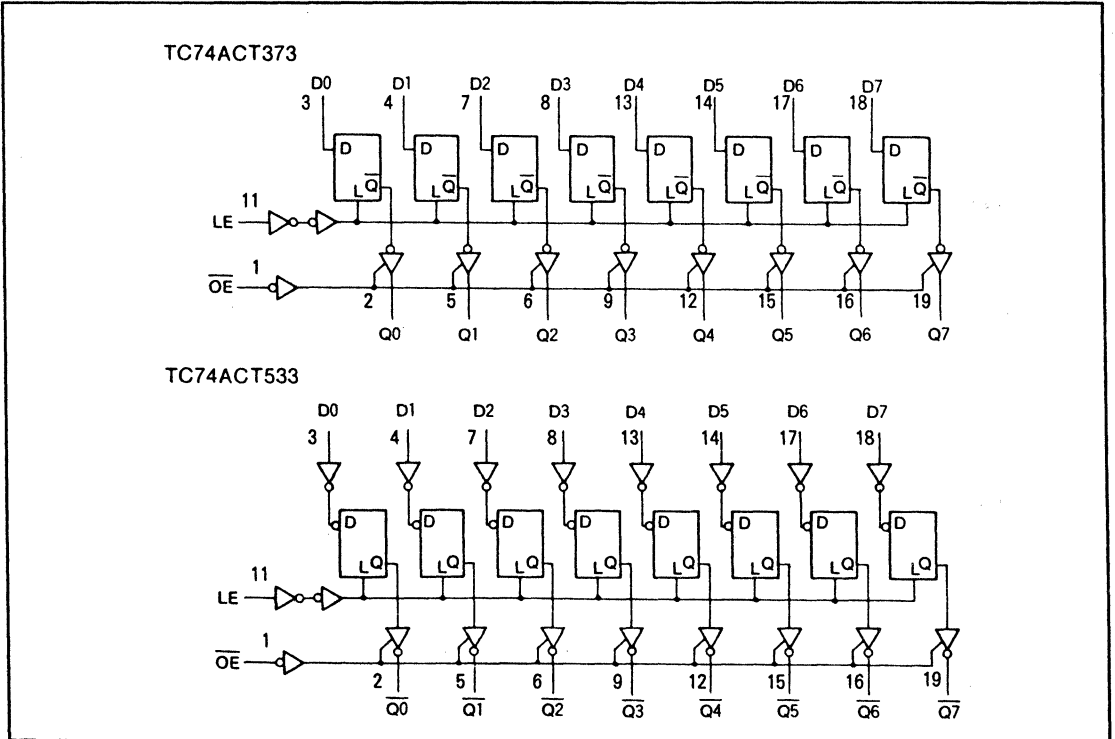 TC74ACT373
D0 D1 D2 D3 D4 D5 D6 D7
3 4 7 8 13 14 17 18
D D D D D D D D
L Q̅ L Q̅ L Q̅ L Q̅ L Q̅ L Q̅ L Q̅ L Q̅
11
LE
1
O̅E̅
2 5 6 9 12 15 16 19
Q0 Q1 Q2 Q3 Q4 Q5 Q6 Q7
TC74ACT533
D0 D1 D2 D3 D4 D5 D6 D7
3 4 7 8 13 14 17 18
D D D D D D D D
L Q L Q L Q L Q L Q L Q L Q L Q
11
LE
1
O̅E̅
2 5 6 9 12 15 16 19
Q̅0̅ Q̅1̅ Q̅2̅ Q̅3̅ Q̅4̅ Q̅5̅ Q̅6̅ Q̅7̅